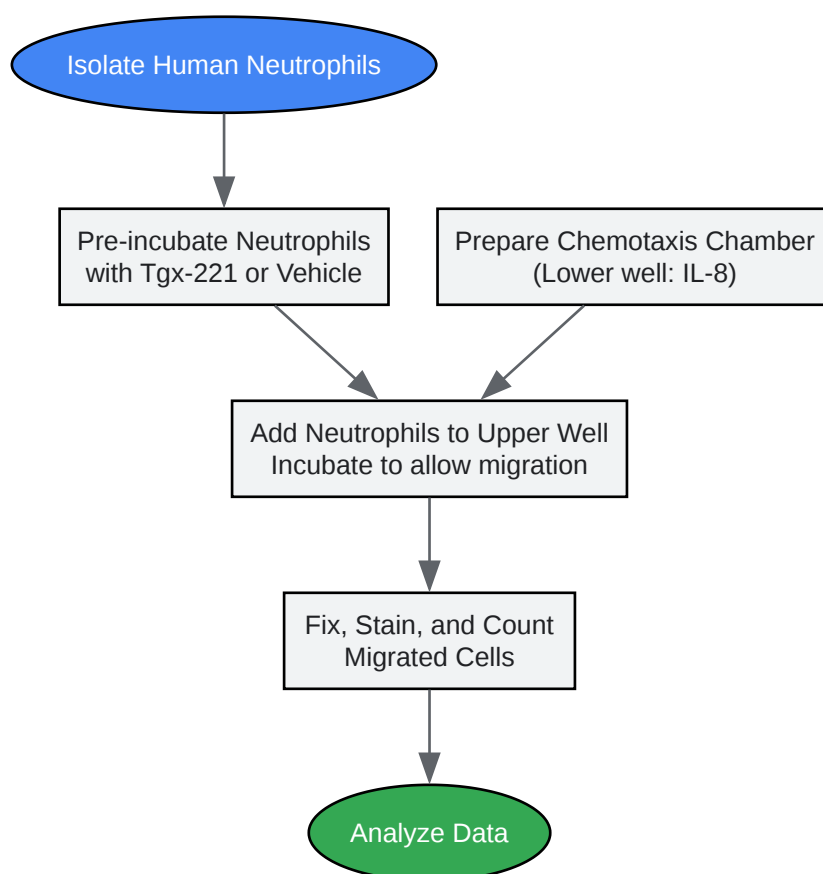 Isolate Human Neutrophils
Pre-incubate Neutrophils
with Tgx-221 or Vehicle
Prepare Chemotaxis Chamber
(Lower well: IL-8)
Add Neutrophils to Upper Well
Incubate to allow migration
Fix, Stain, and Count
Migrated Cells
Analyze Data